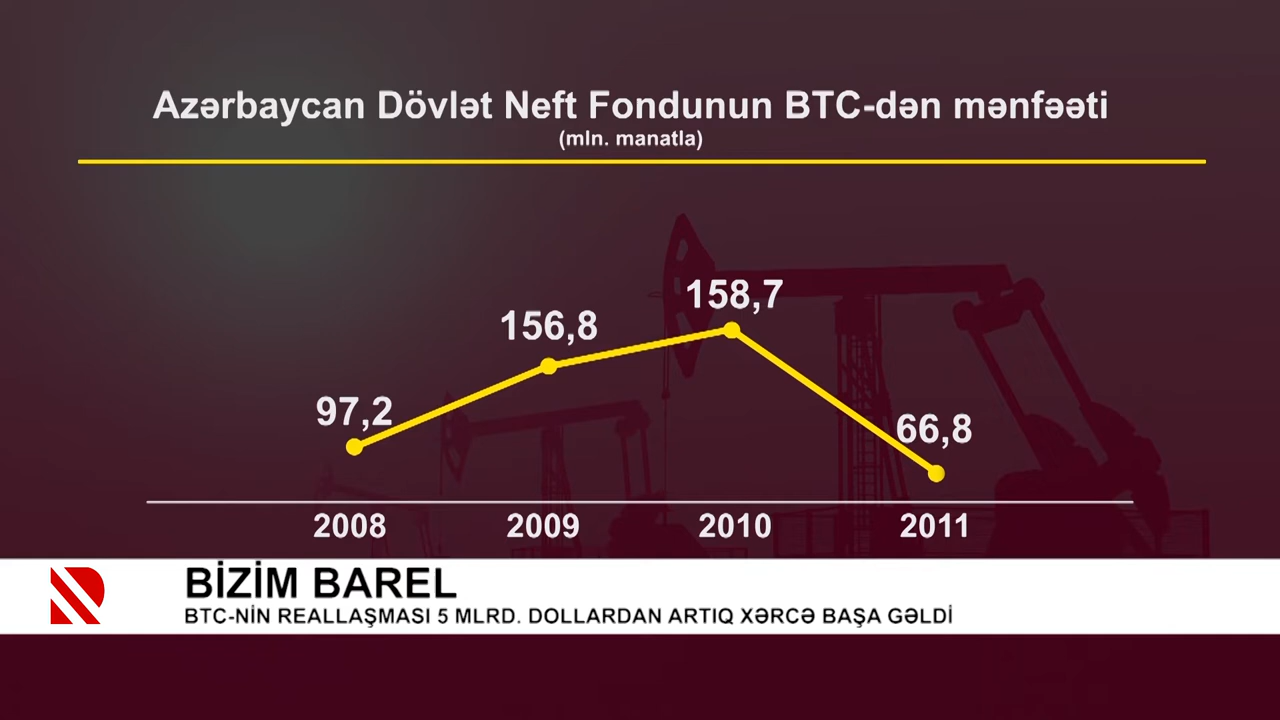 Azərbaycan Dövlət Neft Fondunun BTC-dən mənfəəti
(mln. manatla)
97,2
156,8
158,7
66,8
2008
2009
2010
2011
BİZİM BAREL
BTC-NİN REALLAŞMASI 5 MLRD. DOLLARDAN ARTIQ XƏRCƏ BAŞA GƏLDİ